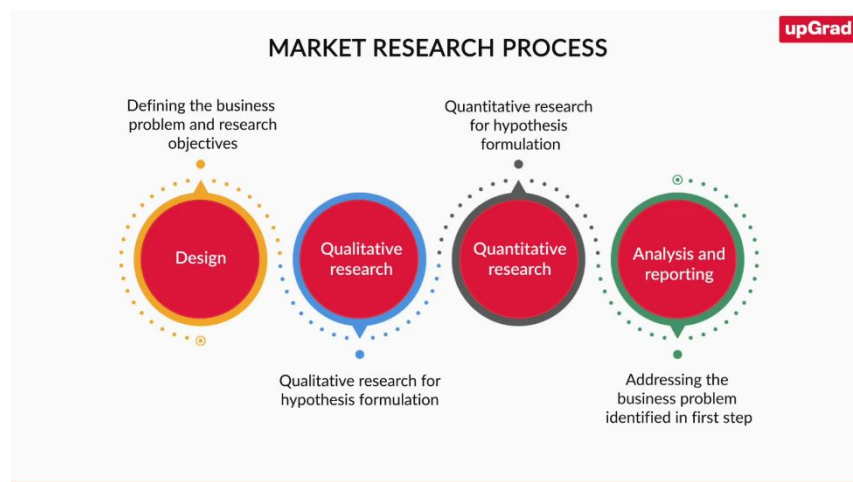 upGrad
MARKET RESEARCH PROCESS
Defining the business
problem and research
objectives
Quantitative research
for hypothesis
formulation
Design
Qualitative
research
Quantitative
research
Analysis and
reporting
Qualitative research for
hypothesis formulation
Addressing the
business problem
identified in first step